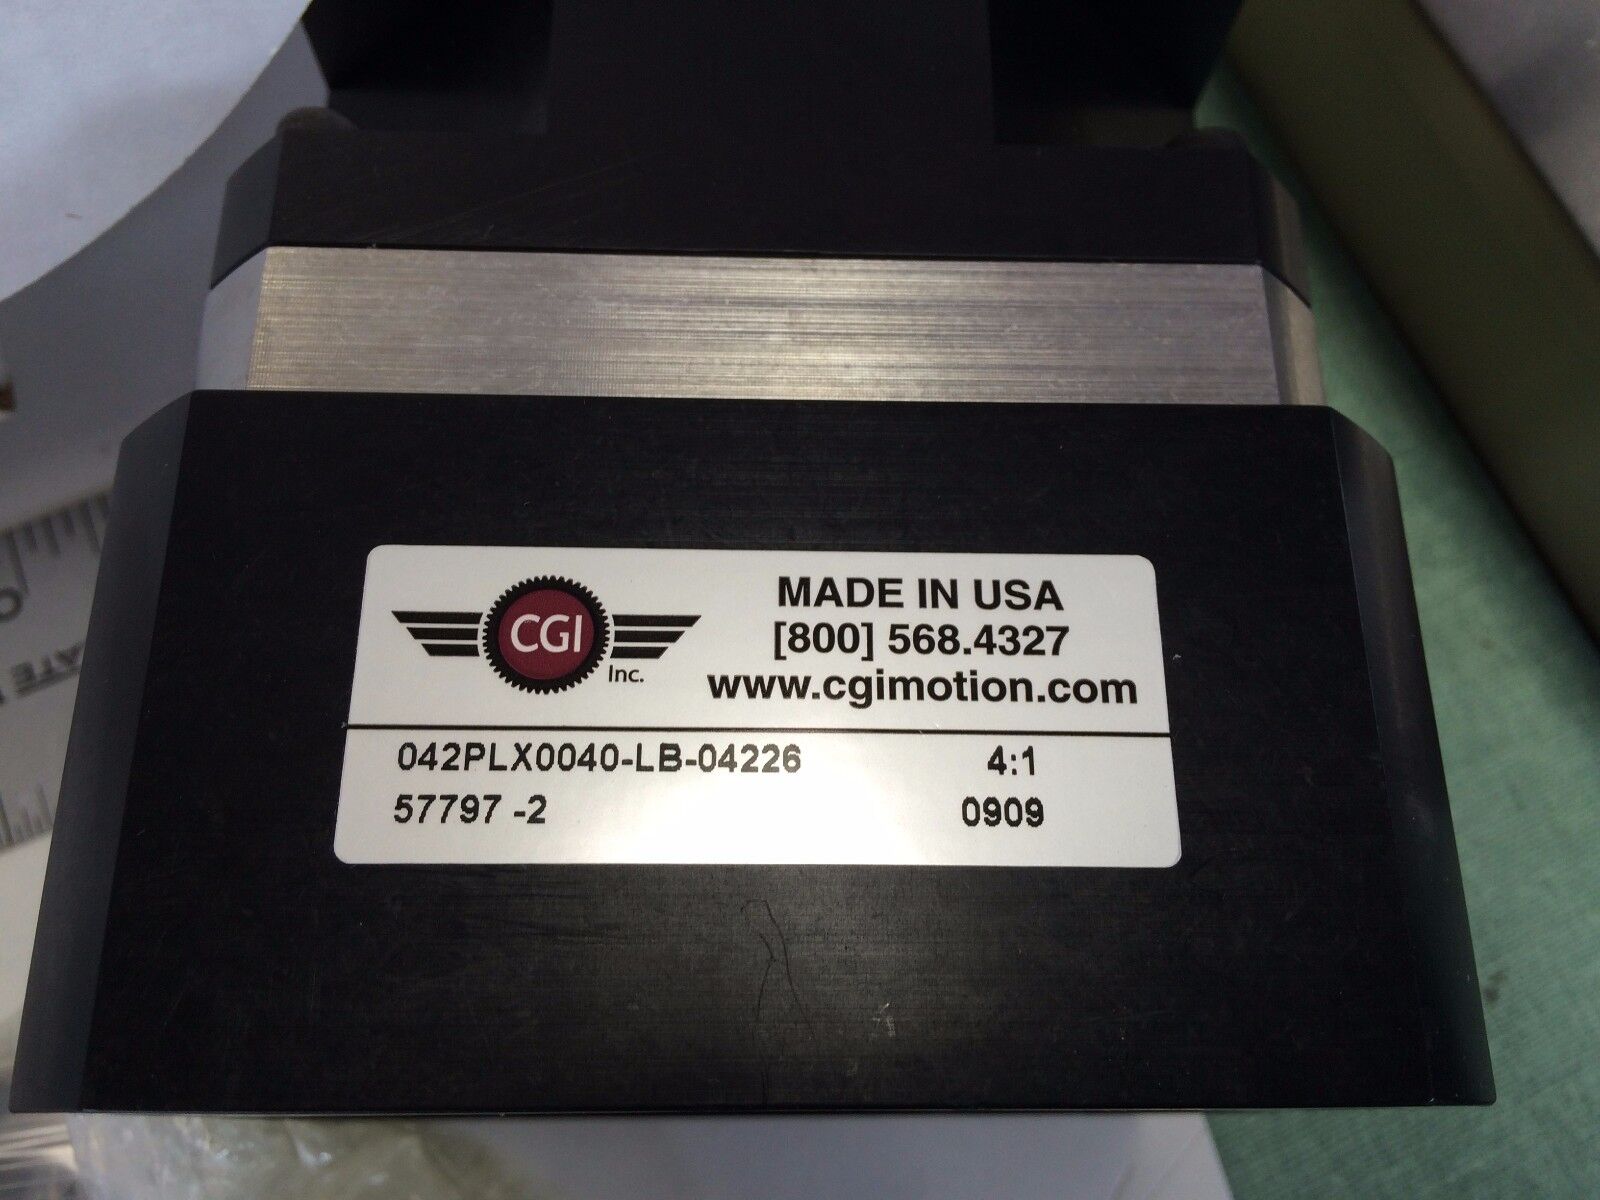 CGI
Inc.
MADE IN USA
[800] 568.4327
www.cgimotion.com
042PLX0040-LB-04226 4:1
57797 -2 0909